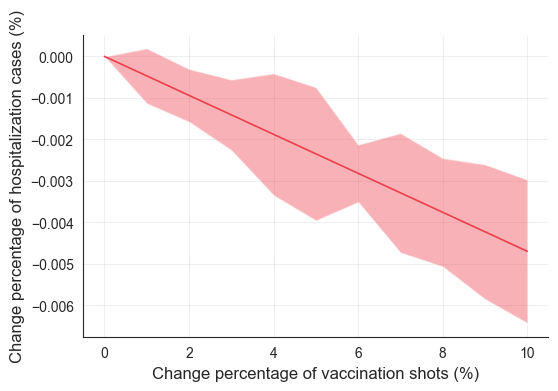 Change percentage of hospitalization cases (%)
0.000
−0.001
−0.002
−0.003
−0.004
−0.005
−0.006
0 2 4 6 8 10
Change percentage of vaccination shots (%)